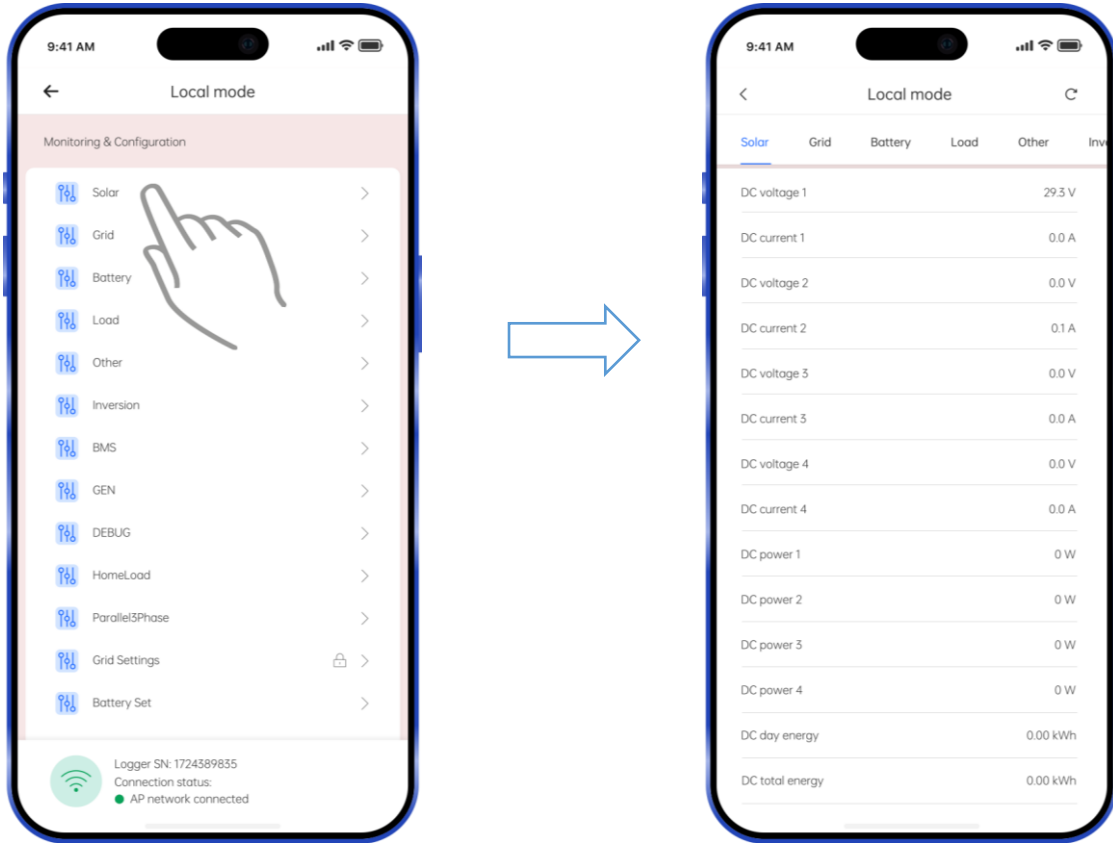 9:41 AM
Local mode
Monitoring & Configuration
Solar
Grid
Battery
Load
Other
Inversion
BMS
GEN
DEBUG
HomeLoad
Parallel3Phase
Grid Settings
Battery Set
Logger SN: 1724389835
Connection status:
AP network connected
9:41 AM
Local mode
Solar Grid Battery Load Other Inv
DC voltage 1 29.3 V
DC current 1 0.0 A
DC voltage 2 0.0 V
DC current 2 0.1 A
DC voltage 3 0.0 V
DC current 3 0.0 A
DC voltage 4 0.0 V
DC current 4 0.0 A
DC power 1 0 W
DC power 2 0 W
DC power 3 0 W
DC power 4 0 W
DC day energy 0.00 kWh
DC total energy 0.00 kWh